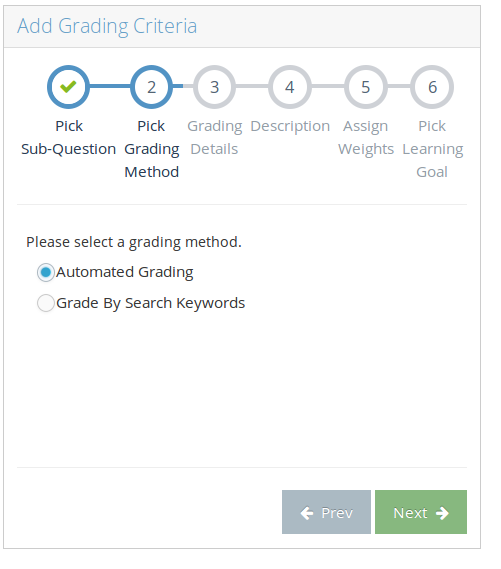 Add Grading Criteria
2 3 4 5 6
Pick Pick Grading Description Assign Pick
Sub-Question Grading Details Weights Learning
Method Goal
Please select a grading method.
Automated Grading
Grade By Search Keywords
Prev Next